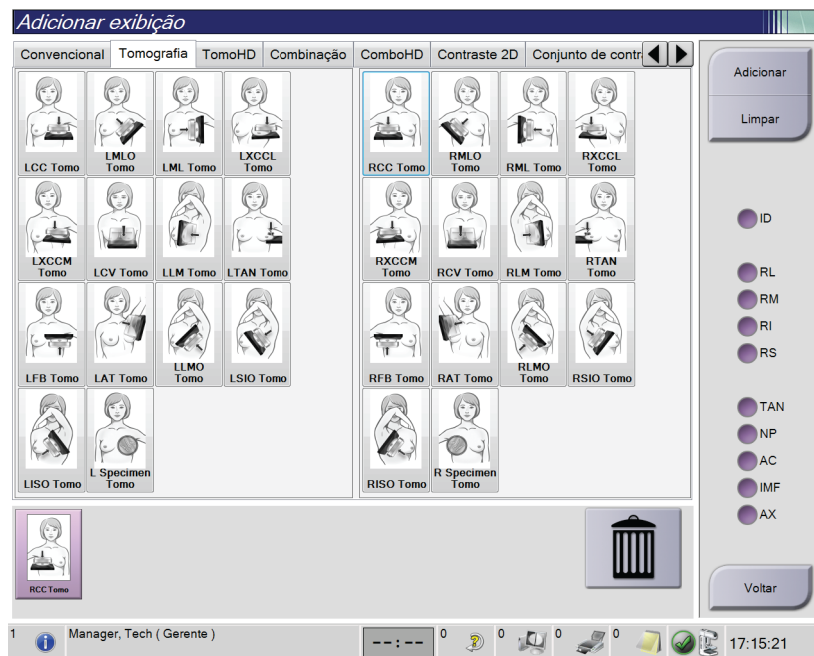 Adicionar exibição
Convencional Tomografia TomoHD Combinação ComboHD Contraste 2D Conjunto de contr
LCC Tomo
LMLO Tomo
LML Tomo
LXCCL Tomo
RCC Tomo
RMLO Tomo
RML Tomo
RXCCL Tomo
LXCCM Tomo
LCV Tomo
LLM Tomo
LTAN Tomo
RXCCM Tomo
RCV Tomo
RLM Tomo
RTAN Tomo
LFB Tomo
LAT Tomo
LLMO Tomo
LSIO Tomo
RFB Tomo
RAT Tomo
RLMO Tomo
RSIO Tomo
LISO Tomo
L Specimen Tomo
RISO Tomo
R Specimen Tomo
Adicionar
Limpar
ID
RL
RM
RI
RS
TAN
NP
AC
IMF
AX
RCC Tomo
Voltar
1 Manager, Tech ( Gerente ) --:-- 0 0 0 0 17:15:21